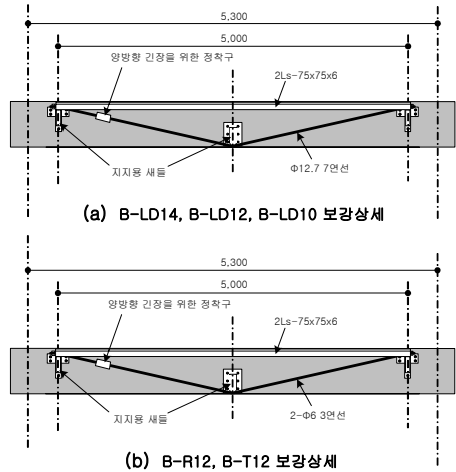 5,300
5,000
양방향 긴장을 위한 정착구
2Ls-75x75x6
지지용 새들
Φ12.7 7연선
(a) B-LD14, B-LD12, B-LD10 보강상세
5,300
5,000
양방향 긴장을 위한 정착구
2Ls-75x75x6
지지용 새들
2-Φ6 3연선
(b) B-R12, B-T12 보강상세